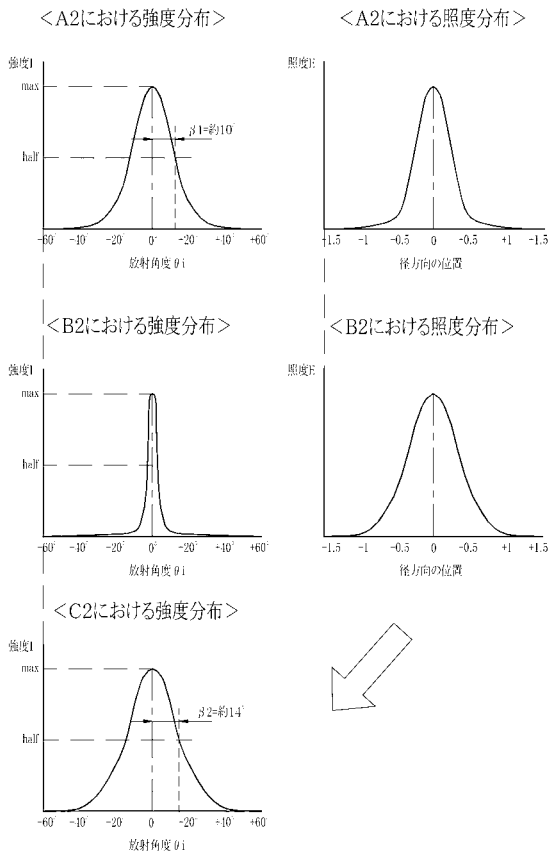 <A2における強度分布>
<A2における照度分布>
強度I
max
half
β1=約10°
-60° -40° -20° 0° +20° +40° +60°
放射角度θi
照度E
-1.5 -1 -0.5 0 -0.5 +1 +1.5
径方向の位置
<B2における強度分布>
<B2における照度分布>
強度I
max
half
-60° -40° -20° 0° +20° +40° +60°
放射角度θi
照度E
-1.5 -1 -0.5 0 -0.5 +1 +1.5
径方向の位置
<C2における強度分布>
強度I
max
half
β2=約14°
-60° -40° -20° 0° +20° +40° +60°
放射角度θi